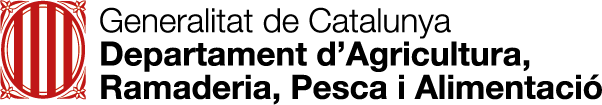 Generalitat de Catalunya
Departament d’Agricultura,
Ramaderia, Pesca i Alimentació